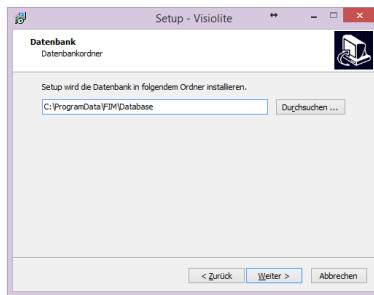 Setup - Visiolite
Datenbank
Datenbankordner
Setup wird die Datenbank in folgendem Ordner installieren.
C:\ProgramData\FIM\Database
Durchsuchen ...
< Zurück
Weiter >
Abbrechen